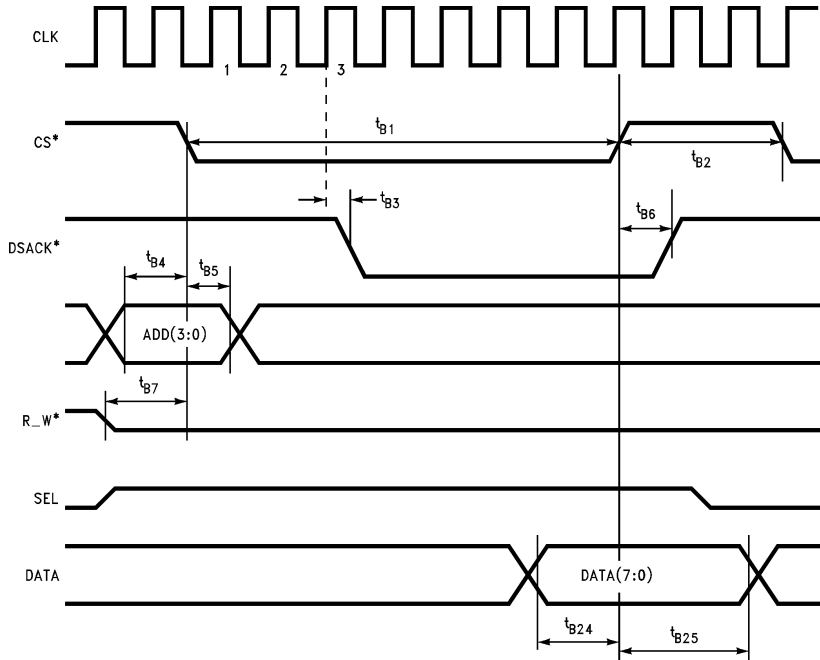 CLK
1 2 3
CS*
tB1
tB2
tB3
DSACK*
tB6
tB4
tB5
ADD(3:0)
tB7
R_W*
SEL
DATA
DATA(7:0)
tB24
tB25